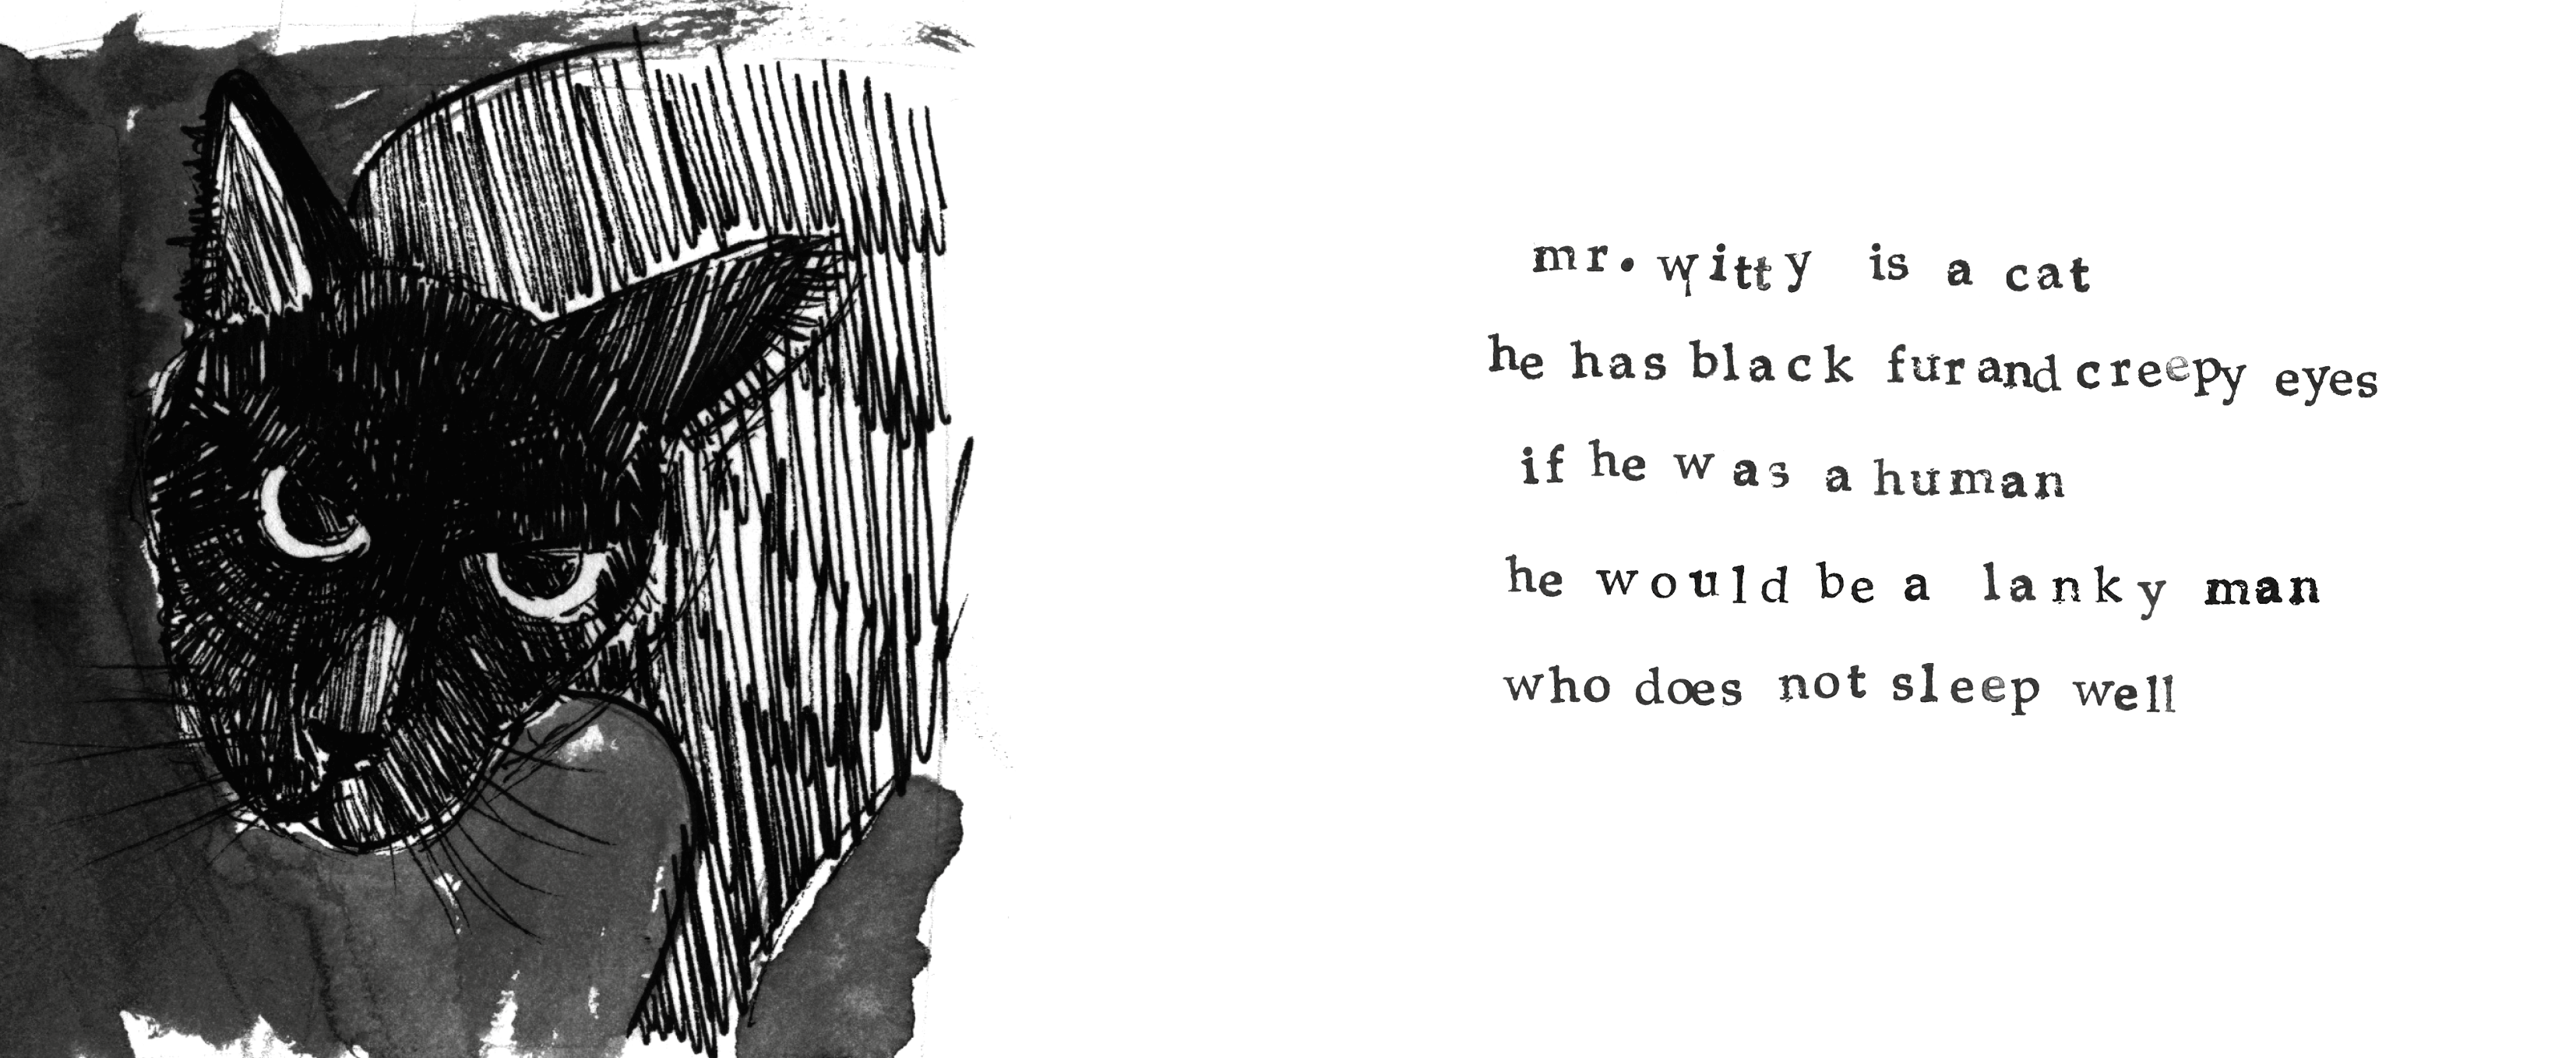 mr. witty is a cat
he has black fur and creepy eyes
if he was a human
he would be a lanky man
who does not sleep well